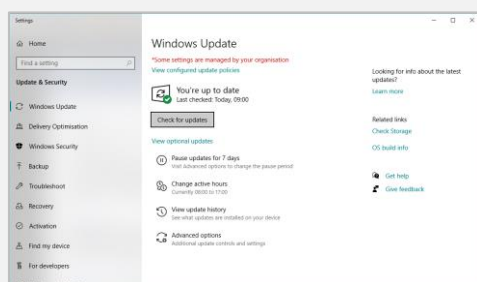 Settings
Home
Find a setting
Update & Security
Windows Update
Delivery Optimisation
Windows Security
Backup
Troubleshoot
Recovery
Activation
Find my device
For developers
Windows Update
*Some settings are managed by your organisation
View configured update policies
You're up to date
Last checked: Today, 09:00
Check for updates
View optional updates
Pause updates for 7 days
Visit Advanced options to change the pause period
Change active hours
Currently 08:00 to 17:00
View update history
See what updates are installed on your device
Advanced options
Additional update controls and settings
Looking for info about the latest
updates?
Learn more
Related links
Check Storage
OS build info
Get help
Give feedback